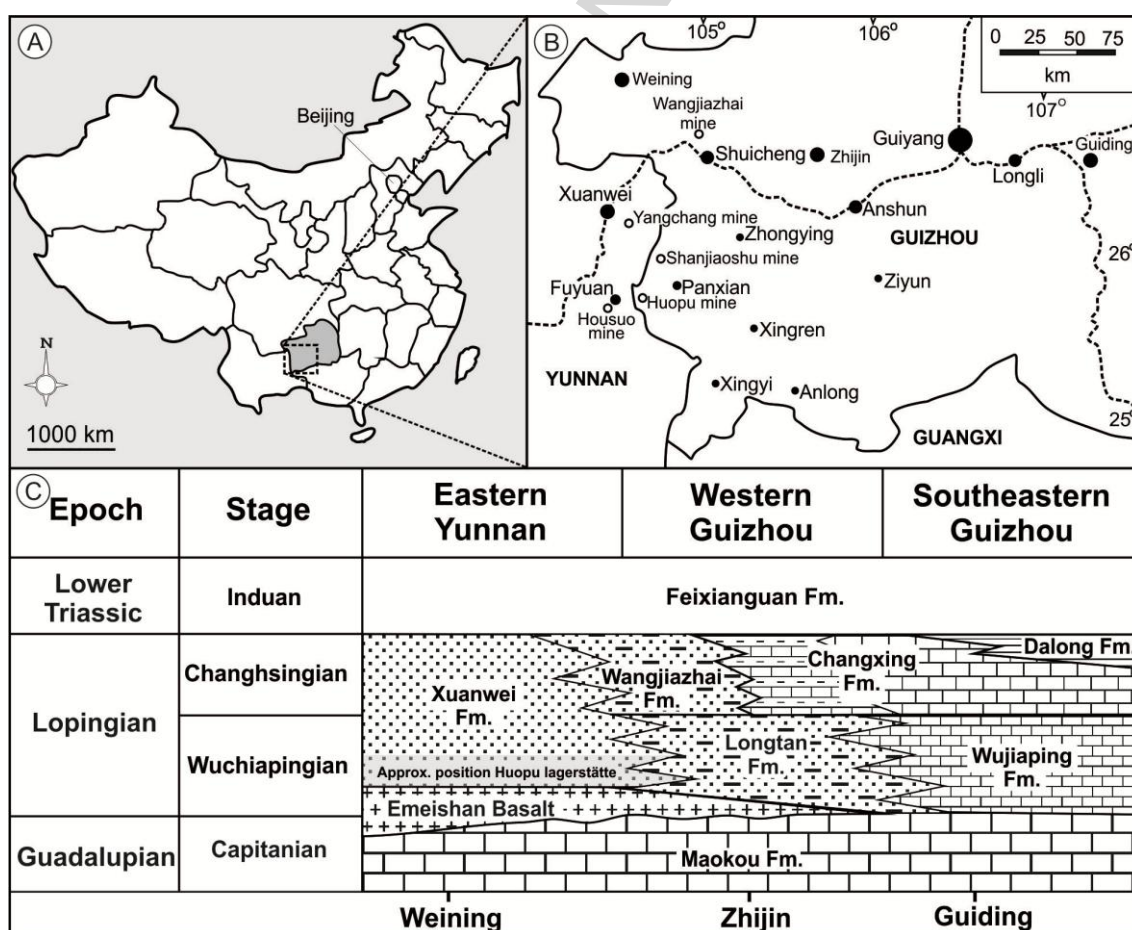 A
Beijing
N
1000 km
B
105°
106°
0 25 50 75
km
107°
Weining
Wangjiazhai
mine
Guiyang
Shuicheng
Zhijin
Guiding
Longli
Xuanwei
Yangchang mine
Anshun
Zhongying
GUIZHOU
26°
Shanjiaoshu mine
Fuyuan
Panxian
Ziyun
Huopu mine
Housuo
mine
Xingren
YUNNAN
Xingyi
Anlong
25°
GUANGXI
C
Epoch
Stage
Eastern
Yunnan
Western
Guizhou
Southeastern
Guizhou
Lower
Triassic
Induan
Feixianguan Fm.
Lopingian
Changhsingian
Xuanwei
Fm.
Wangjiazhai
Fm.
Changxing
Fm.
Dalong Fm.
Wuchiapingian
Longtan
Fm.
Wujiaping
Fm.
Approx. position Huopu lagerstätte
Emeishan Basalt
Guadalupian
Capitanian
Maokou Fm.
Weining
Zhijin
Guiding